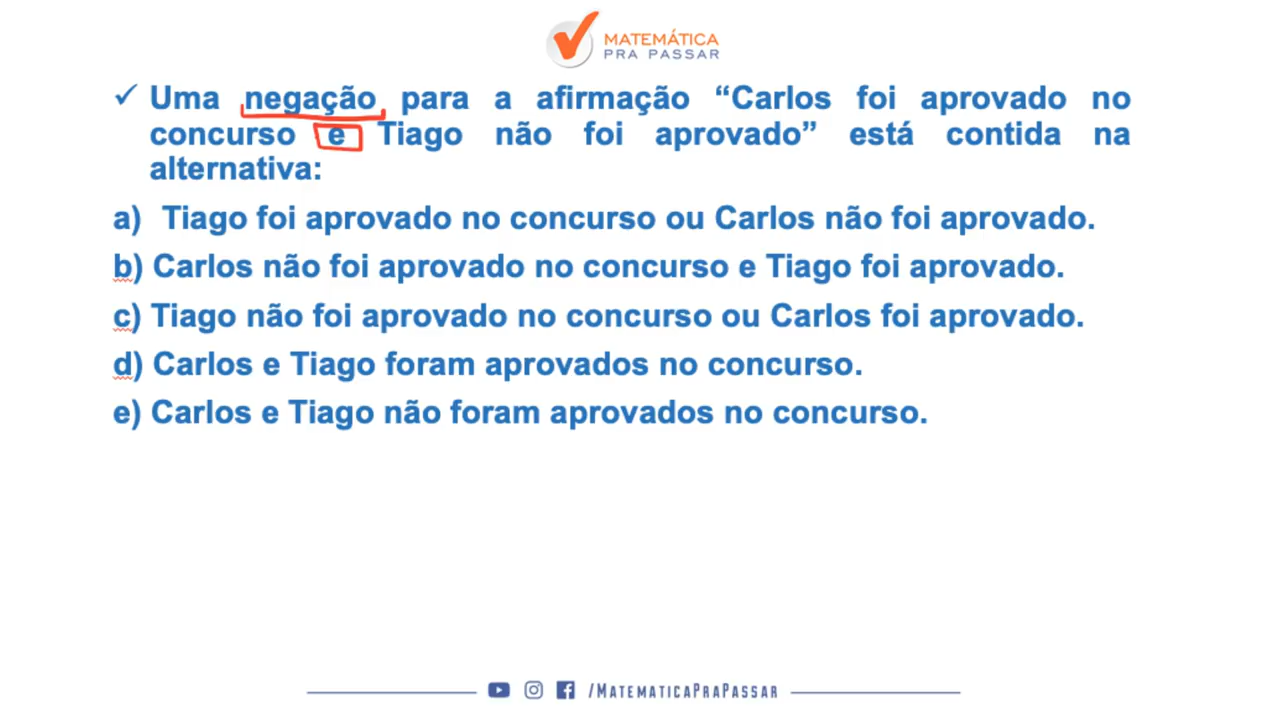 MATEMÁTICA
PRA PASSAR
✓ Uma negação para a afirmação “Carlos foi aprovado no
concurso e Tiago não foi aprovado” está contida na
alternativa:
a) Tiago foi aprovado no concurso ou Carlos não foi aprovado.
b) Carlos não foi aprovado no concurso e Tiago foi aprovado.
c) Tiago não foi aprovado no concurso ou Carlos foi aprovado.
d) Carlos e Tiago foram aprovados no concurso.
e) Carlos e Tiago não foram aprovados no concurso.
/MATEMATICAPRAPASSAR